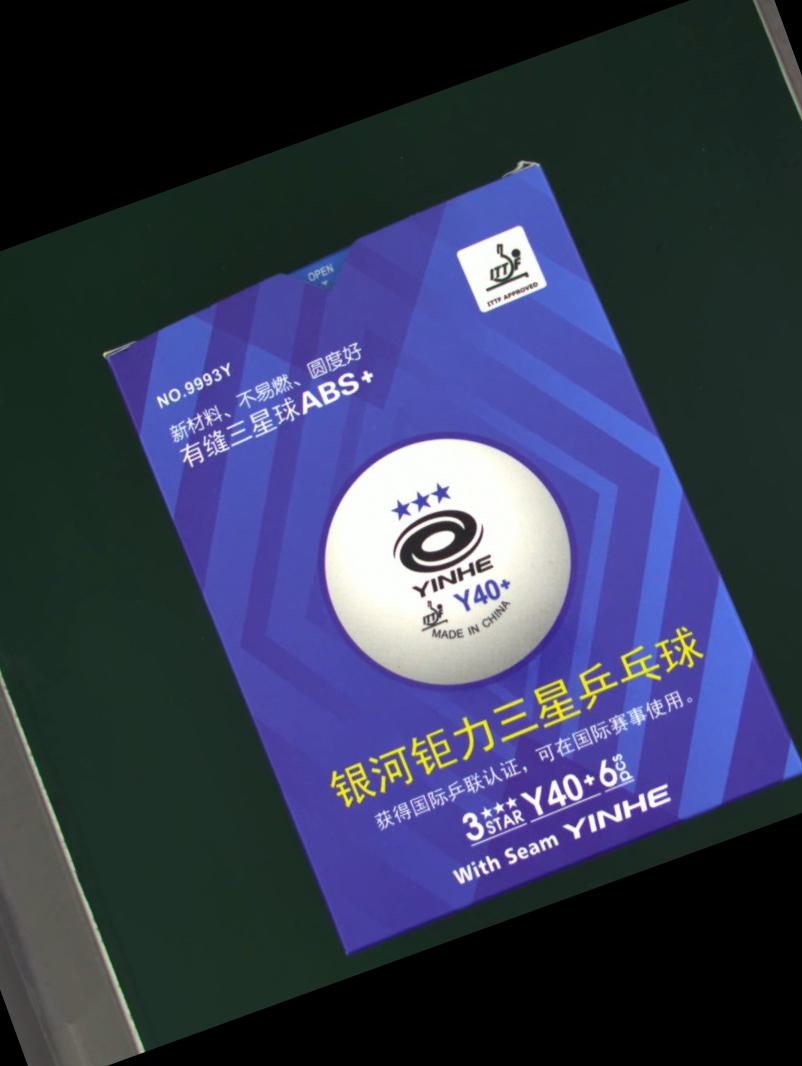 OPEN
ITTF
ITTF APPROVED
NO.9993Y
新材料、不易燃、圆度好
有缝三星球ABS+
YINHE
Y40+
MADE IN CHINA
银河钜力三星乒乓球
获得国际乒联认证，可在国际赛事使用。
3 STAR Y40+ 6PCS
With Seam YINHE